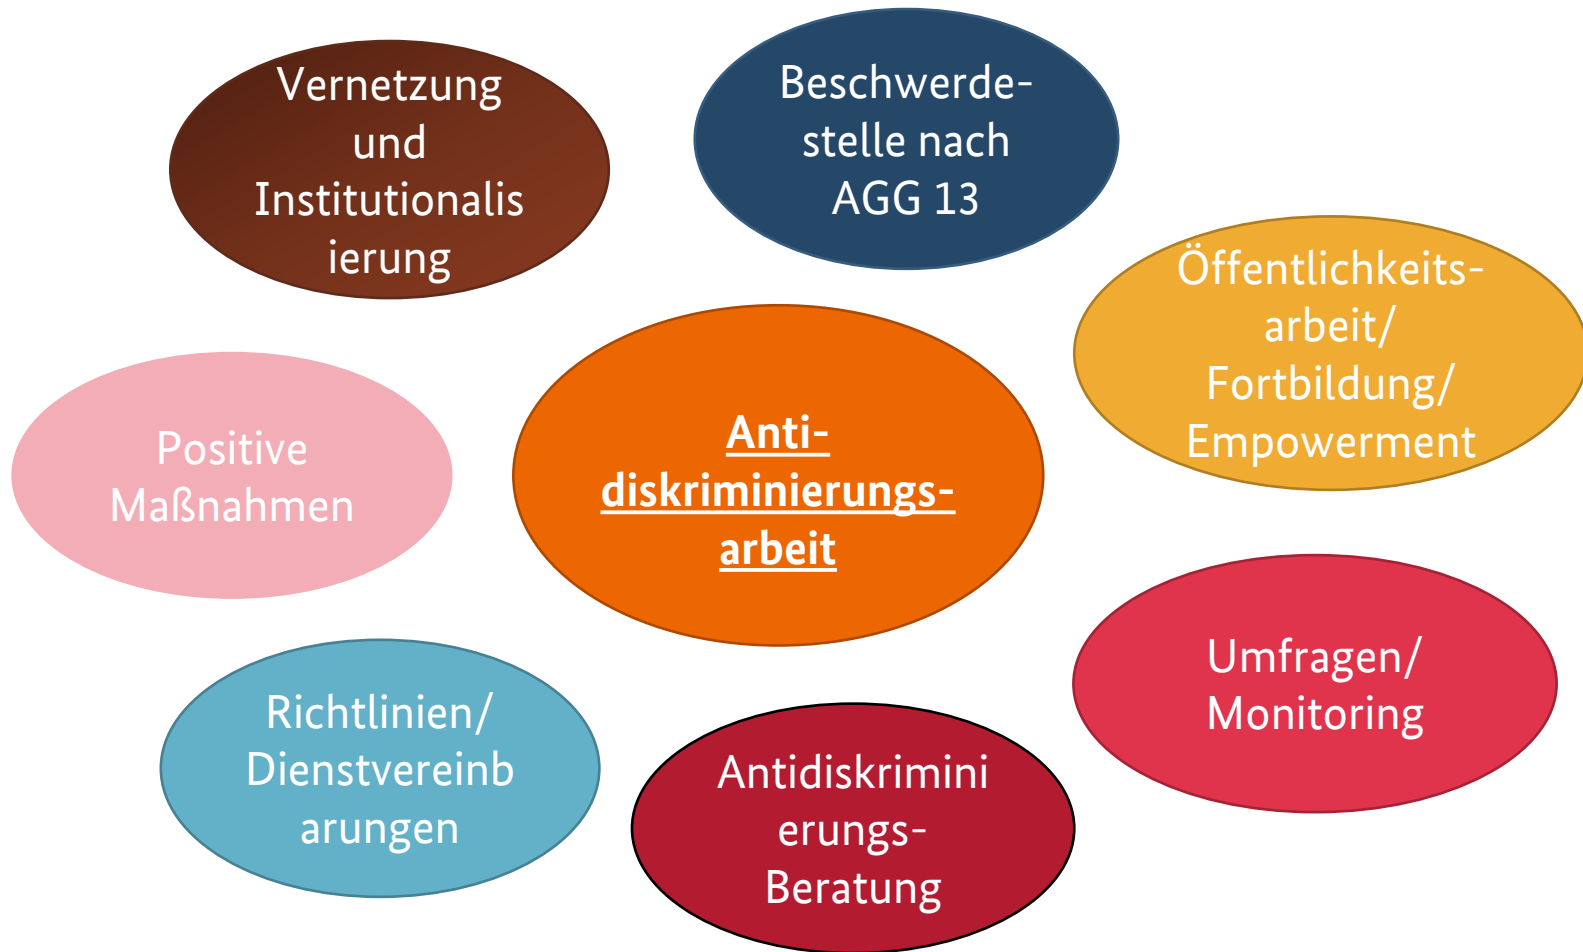 Vernetzung
und
Institutionalis
ierung
Beschwerde-
stelle nach
AGG 13
Öffentlichkeits-
arbeit/
Fortbildung/
Empowerment
Positive
Maßnahmen
Anti-
diskriminierungs-
arbeit
Umfragen/
Monitoring
Richtlinien/
Dienstvereinb
arungen
Antidiskrimini
erungs-
Beratung